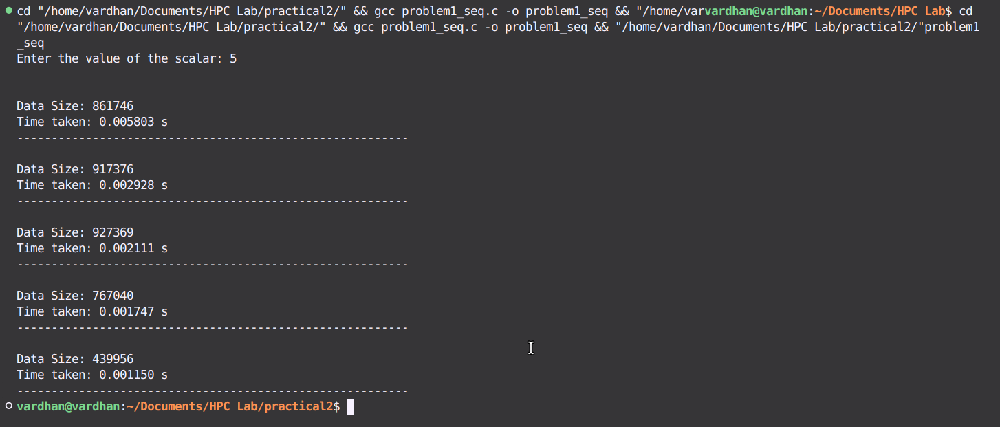 cd "/home/vardhan/Documents/HPC Lab/practical2/" && gcc problem1_seq.c -o problem1_seq && "/home/varvardhan@vardhan:~/Documents/HPC Lab$ cd
"/home/vardhan/Documents/HPC Lab/practical2/" && gcc problem1_seq.c -o problem1_seq && "/home/vardhan/Documents/HPC Lab/practical2/"problem1
_seq
Enter the value of the scalar: 5
Data Size: 861746
Time taken: 0.005803 s
---------------------------------------------------------
Data Size: 917376
Time taken: 0.002928 s
---------------------------------------------------------
Data Size: 927369
Time taken: 0.002111 s
---------------------------------------------------------
Data Size: 767040
Time taken: 0.001747 s
---------------------------------------------------------
Data Size: 439956
Time taken: 0.001150 s
---------------------------------------------------------
vardhan@vardhan:~/Documents/HPC Lab/practical2$